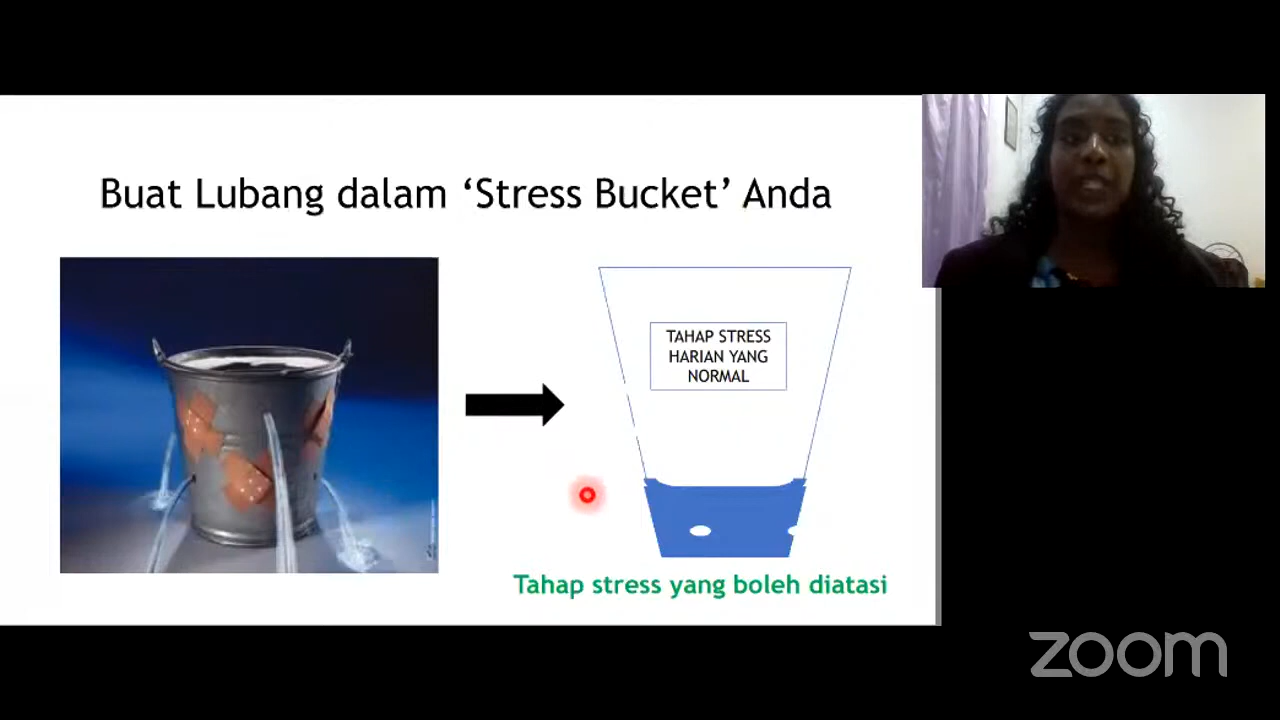 Buat Lubang dalam ‘Stress Bucket’ Anda
TAHAP STRESS
HARIAN YANG
NORMAL
Tahap stress yang boleh diatasi
zoom